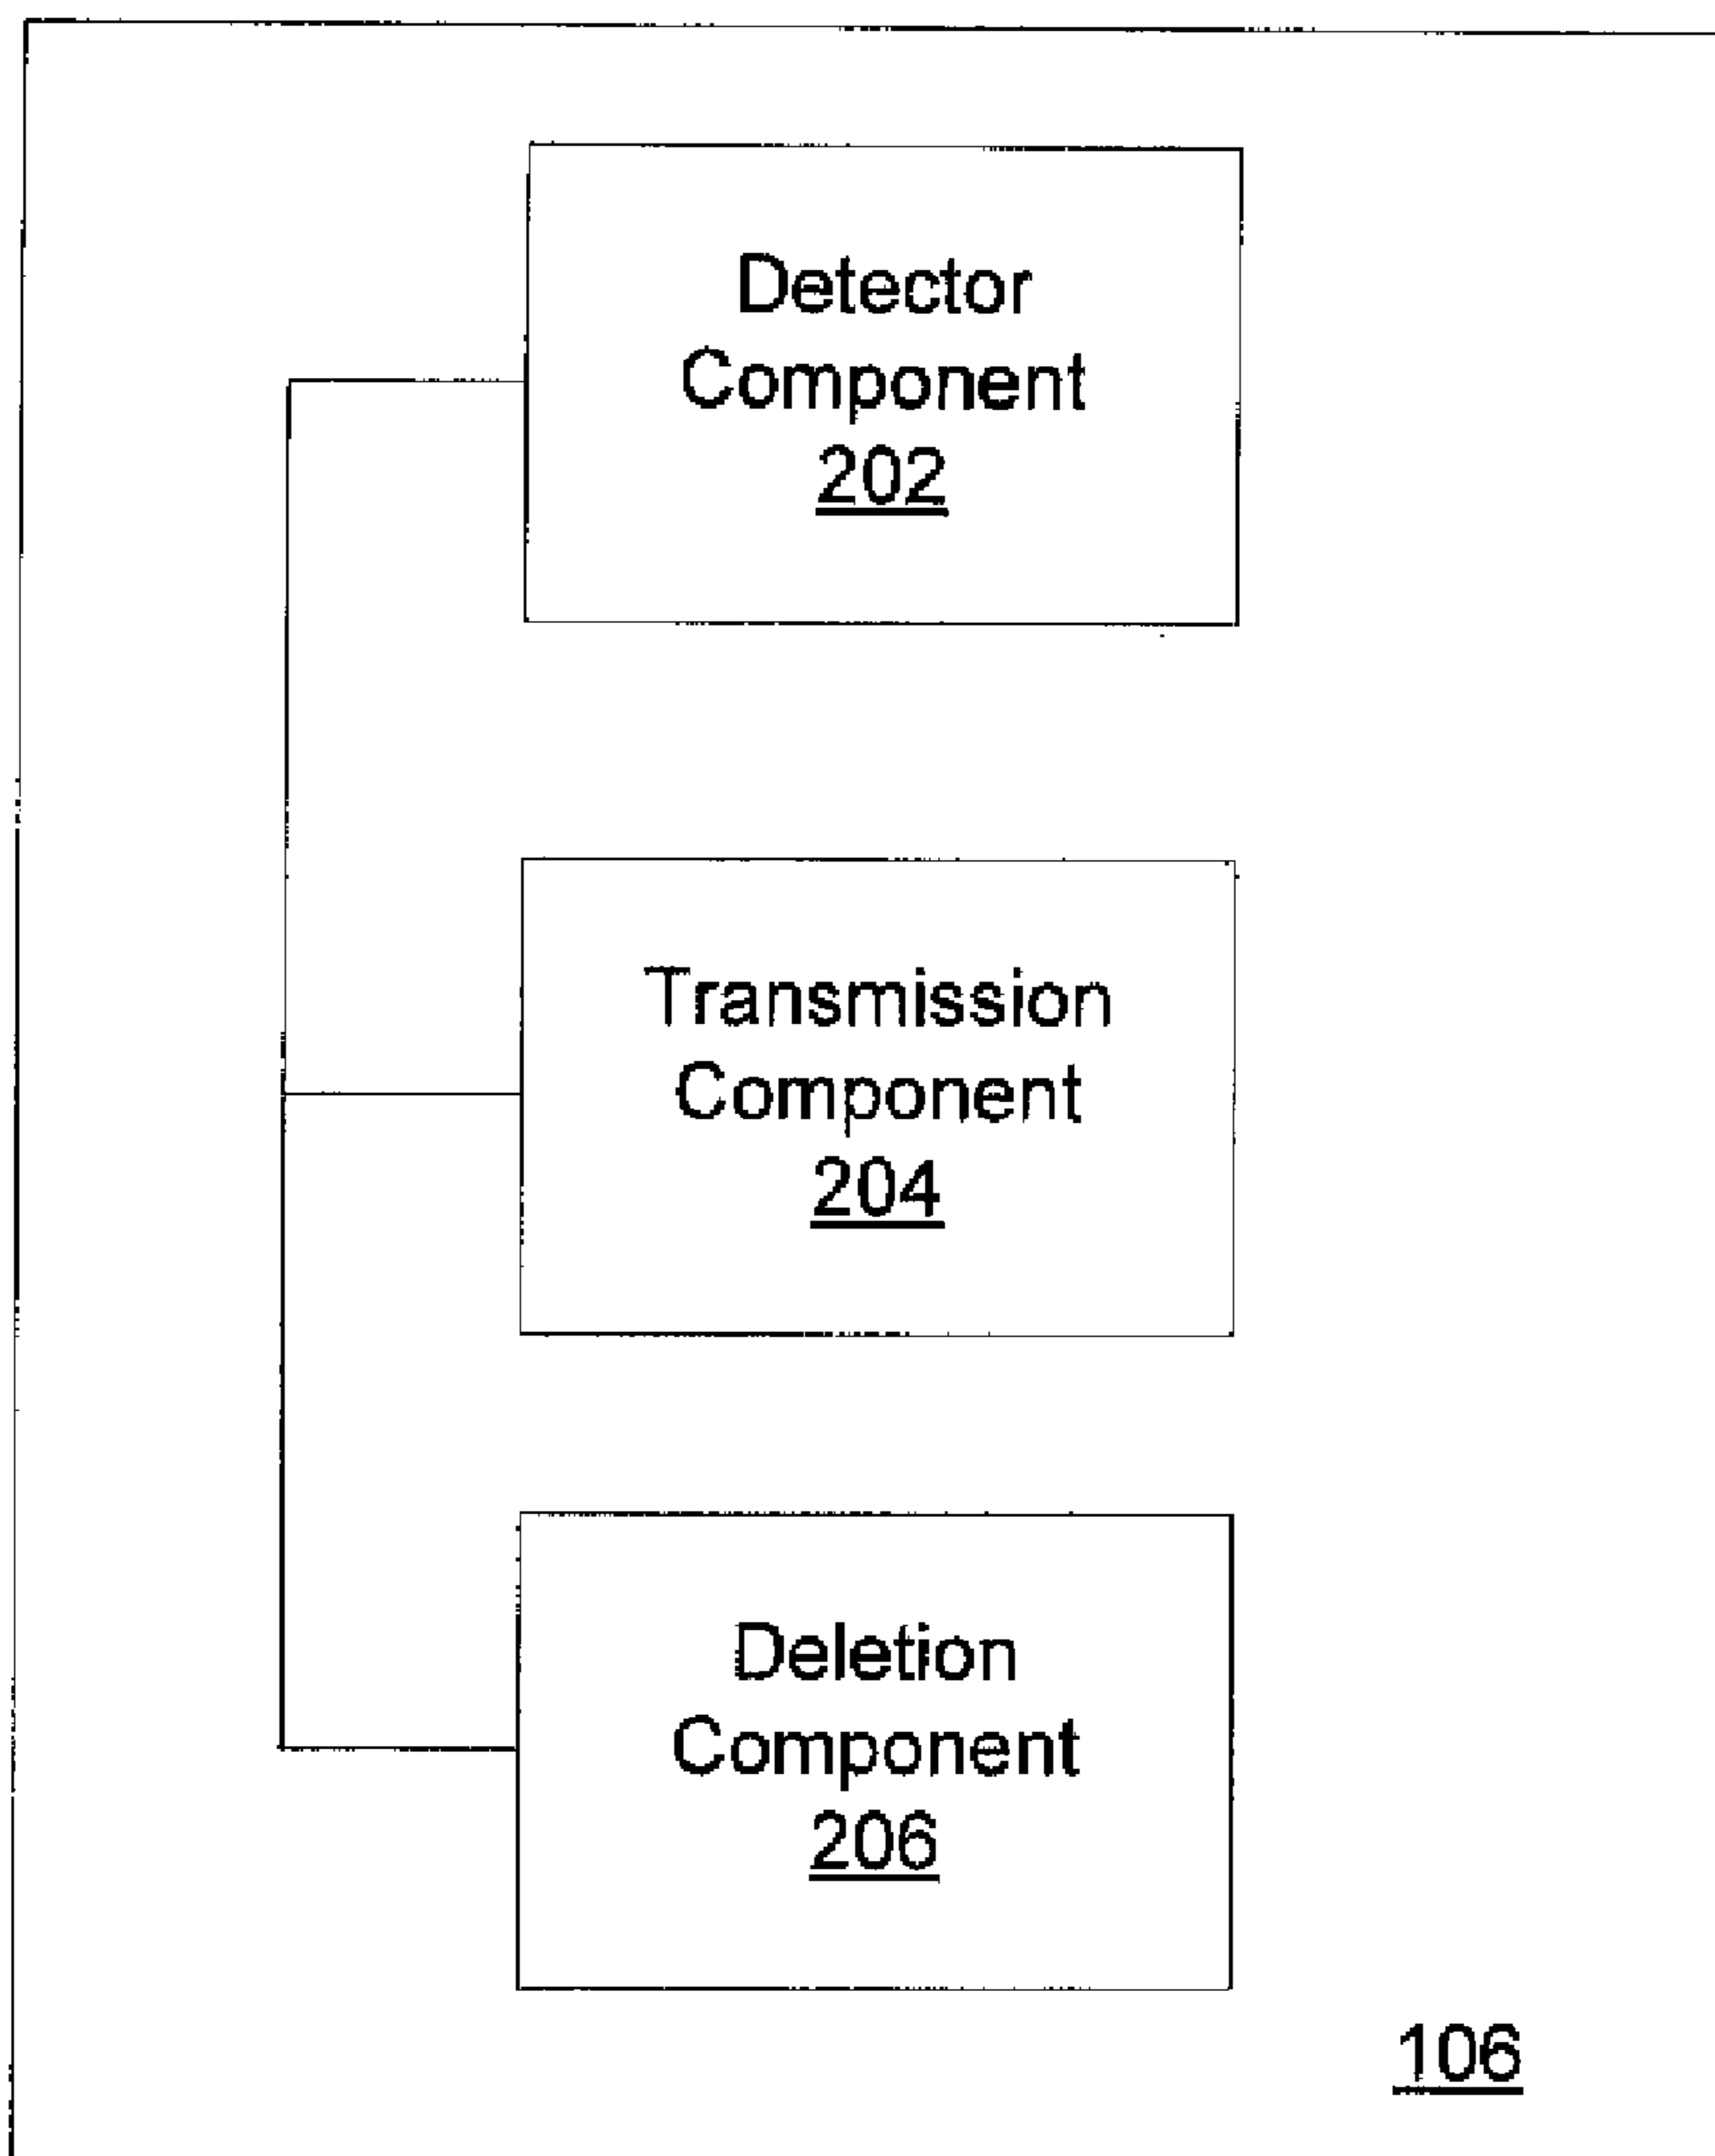 Detector
Component
202
Transmission
Component
204
Deletion
Component
206
106